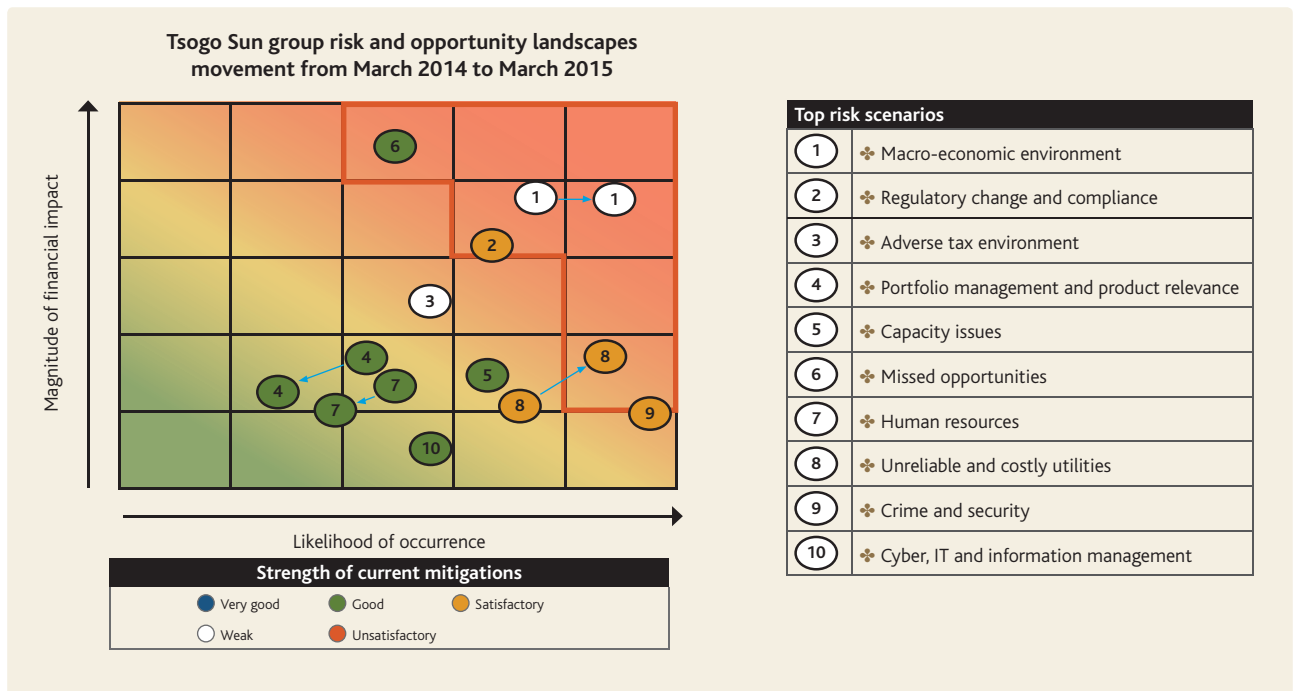 Tsogo Sun group risk and opportunity landscapes
movement from March 2014 to March 2015
Magnitude of financial impact
6
1
1
2
3
4
4
7
7
5
8
8
9
10
Likelihood of occurrence
Strength of current mitigations
Very good
Good
Satisfactory
Weak
Unsatisfactory
Top risk scenarios
1 Macro-economic environment
2 Regulatory change and compliance
3 Adverse tax environment
4 Portfolio management and product relevance
5 Capacity issues
6 Missed opportunities
7 Human resources
8 Unreliable and costly utilities
9 Crime and security
10 Cyber, IT and information management